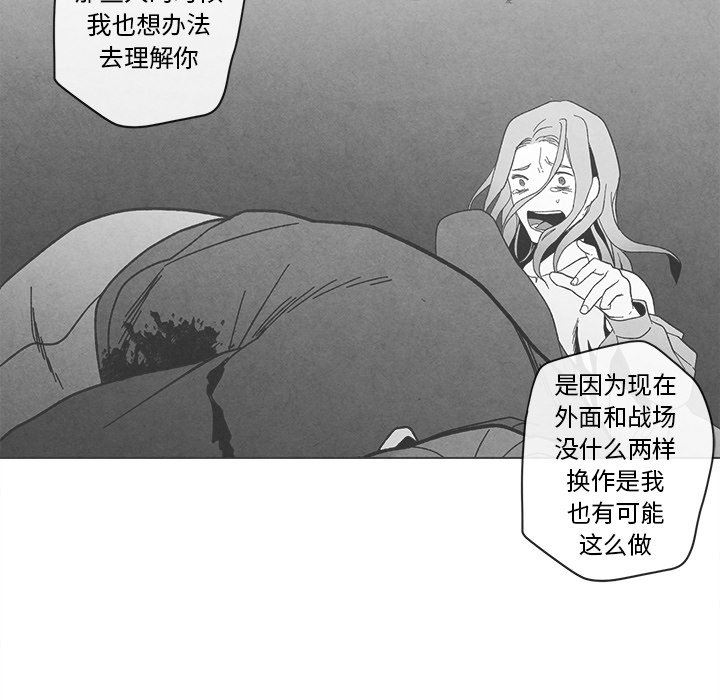 我也想办法
去理解你
是因为现在
外面和战场
没什么两样
换作是我
也有可能
这么做